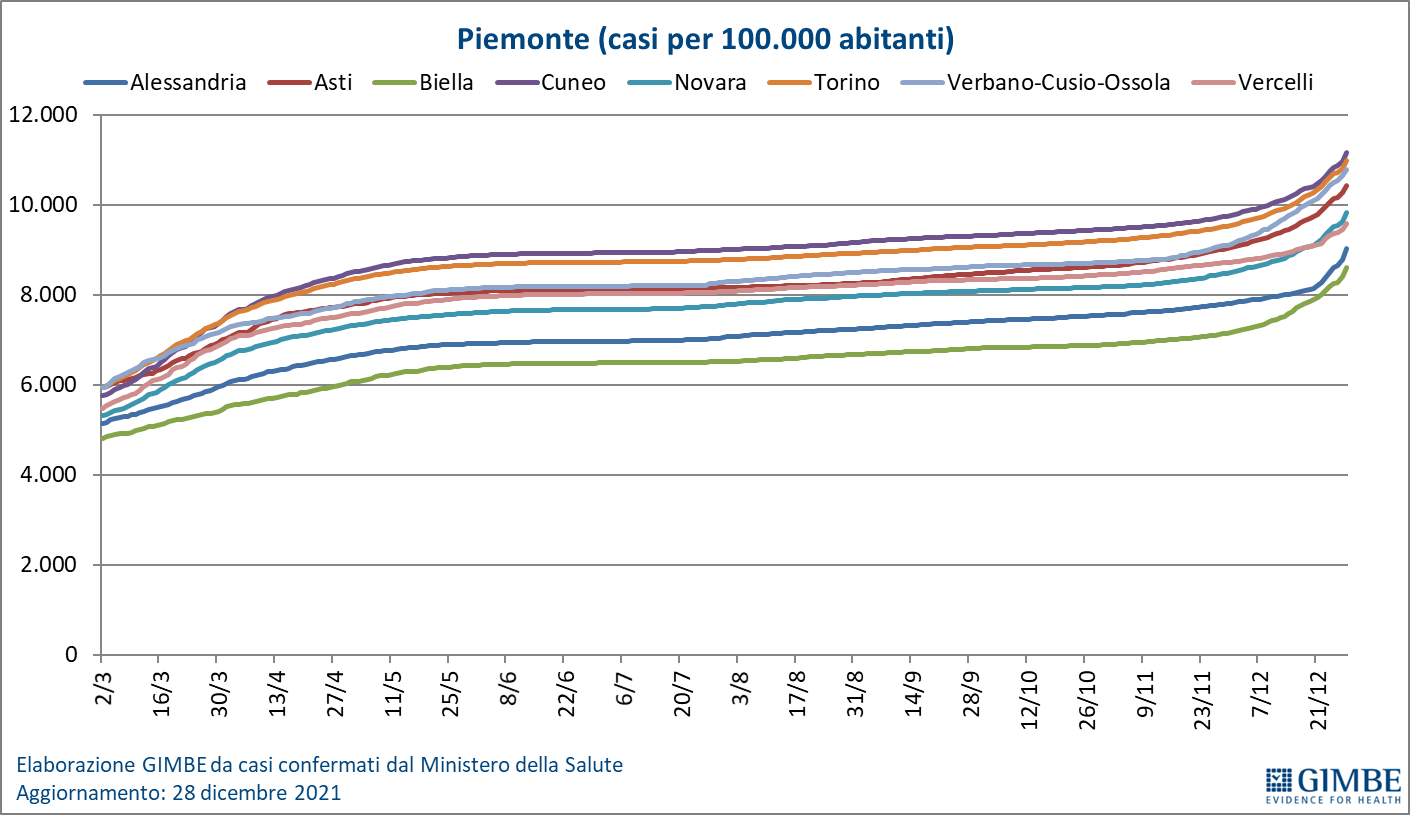 Piemonte (casi per 100.000 abitanti)
Alessandria Asti Biella Cuneo Novara Torino Verbano-Cusio-Ossola Vercelli
12.000
10.000
8.000
6.000
4.000
2.000
0
2/3 16/3 30/3 13/4 27/4 11/5 25/5 8/6 22/6 6/7 20/7 3/8 17/8 31/8 14/9 28/9 12/10 26/10 9/11 23/11 7/12 21/12
Elaborazione GIMBE da casi confermati dal Ministero della Salute
Aggiornamento: 28 dicembre 2021
GIMBE
EVIDENCE FOR HEALTH